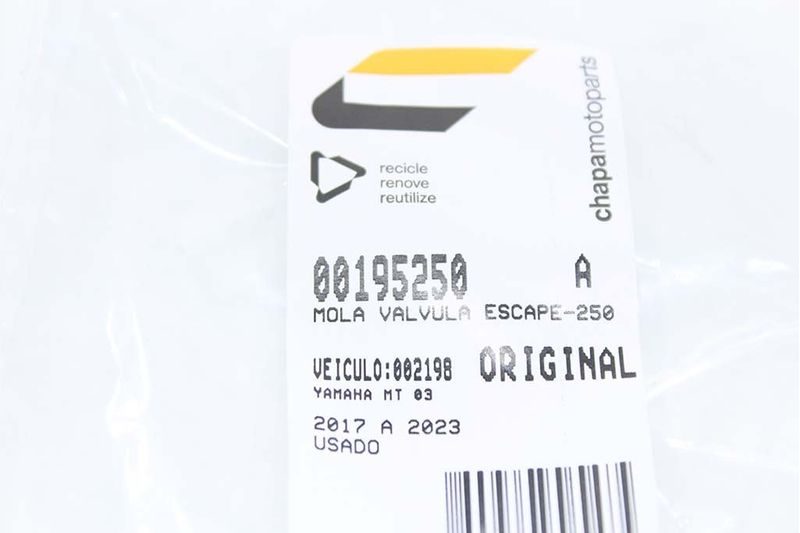 chapamotoparts
recicle
renove
reutilize
00195250 A
MOLA VALVULA ESCAPE-250
VEICULO:002198 ORIGINAL
YAMAHA MT 03
2017 A 2023
USADO